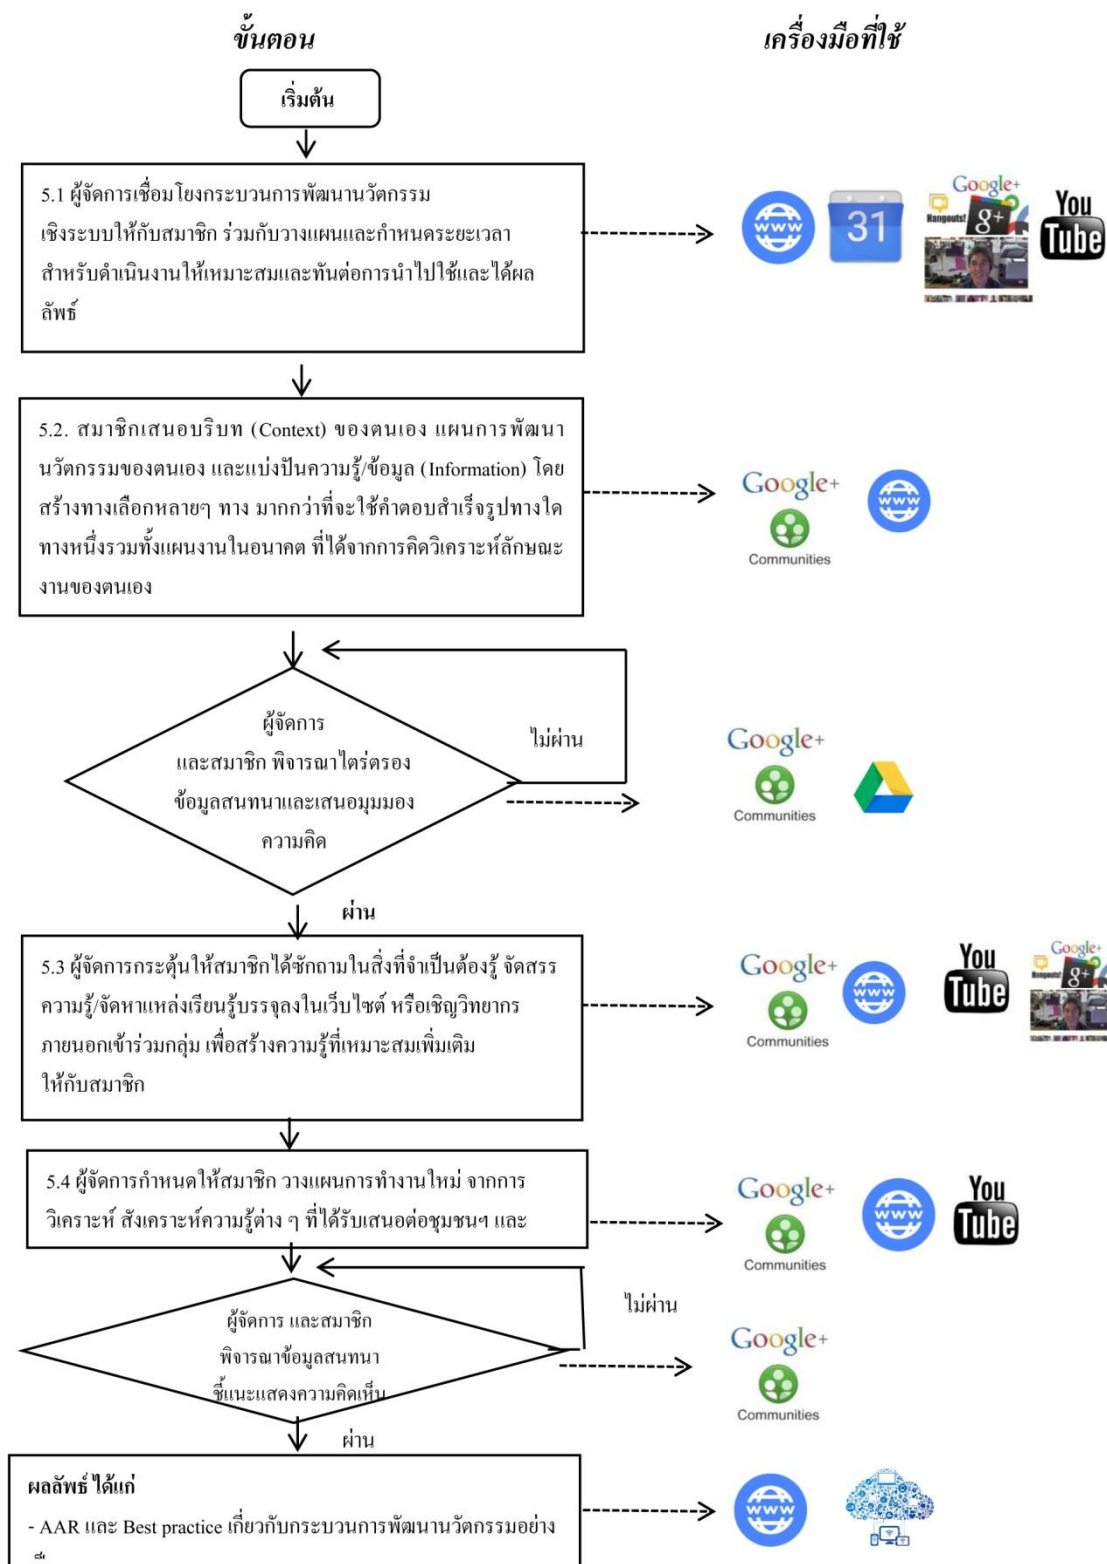 ขั้นตอน
เครื่องมือที่ใช้
เริ่มต้น
5.1 ผู้จัดการเชื่อมโยงกระบวนการพัฒนานวัตกรรม
เชิงระบบให้กับสมาชิก ร่วมกับวางแผนและกำหนดระยะเวลา
สำหรับดำเนินงานให้เหมาะสมและทันต่อการนำไปใช้และได้ผล
ลัพธ์
www
31
Google+
Hangouts!
g+
You
Tube
5.2. สมาชิกเสนอบริบท (Context) ของตนเอง แผนการพัฒนา
นวัตกรรมของตนเอง และแบ่งปันความรู้/ข้อมูล (Information) โดย
สร้างทางเลือกหลายๆ ทาง มากกว่าที่จะใช้คำตอบสำเร็จรูปทางใด
ทางหนึ่งรวมทั้งแผนงานในอนาคต ที่ได้จากการคิดวิเคราะห์ลักษณะ
งานของตนเอง
Google+
Communities
www
ผู้จัดการ
และสมาชิก พิจารณาไตร่ตรอง
ข้อมูลสนทนาและเสนอมุมมอง
ความคิด
ไม่ผ่าน
Google+
Communities
ผ่าน
5.3 ผู้จัดการกระตุ้นให้สมาชิกได้ซักถามในสิ่งที่จำเป็นต้องรู้ จัดสรร
ความรู้/จัดหาแหล่งเรียนรู้บรรจุลงในเว็บไซต์ หรือเชิญวิทยากร
ภายนอกเข้าร่วมกลุ่ม เพื่อสร้างความรู้ที่เหมาะสมเพิ่มเติม
ให้กับสมาชิก
Google+
Communities
www
You
Tube
Google+
Hangouts!
g+
5.4 ผู้จัดการกำหนดให้สมาชิก วางแผนการทำงานใหม่ จากการ
วิเคราะห์ สังเคราะห์ความรู้ต่าง ๆ ที่ได้รับเสนอต่อชุมชนฯ และ
Google+
Communities
www
You
Tube
ผู้จัดการ และสมาชิก
พิจารณาข้อมูลสนทนา
ชี้แนะแสดงความคิดเห็น
ไม่ผ่าน
Google+
Communities
ผ่าน
ผลลัพธ์ ได้แก่
- AAR และ Best practice เกี่ยวกับกระบวนการพัฒนานวัตกรรมอย่าง
www